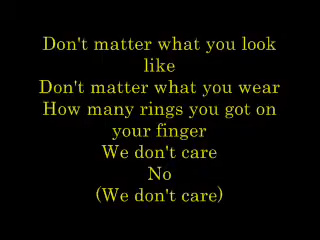 Don't matter what you look
like
Don't matter what you wear
How many rings you got on
your finger
We don't care
No
(We don't care)